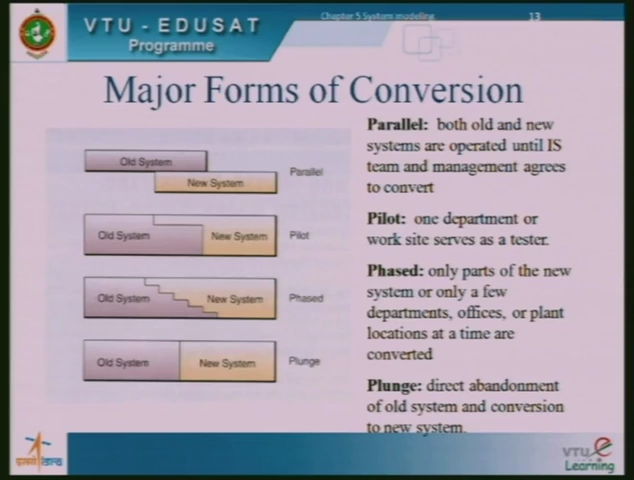 VTU - EDUSAT
Programme
Chapter 5 System modeling
13
Major Forms of Conversion
Old System
New System
Parallel
Old System
New System
Pilot
Old System
New System
Phased
Old System
New System
Plunge
Parallel: both old and new
systems are operated until IS
team and management agrees
to convert
Pilot: one department or
work site serves as a tester.
Phased: only parts of the new
system or only a few
departments, offices, or plant
locations at a time are
converted
Plunge: direct abandonment
of old system and conversion
to new system.
VTU e
Learning